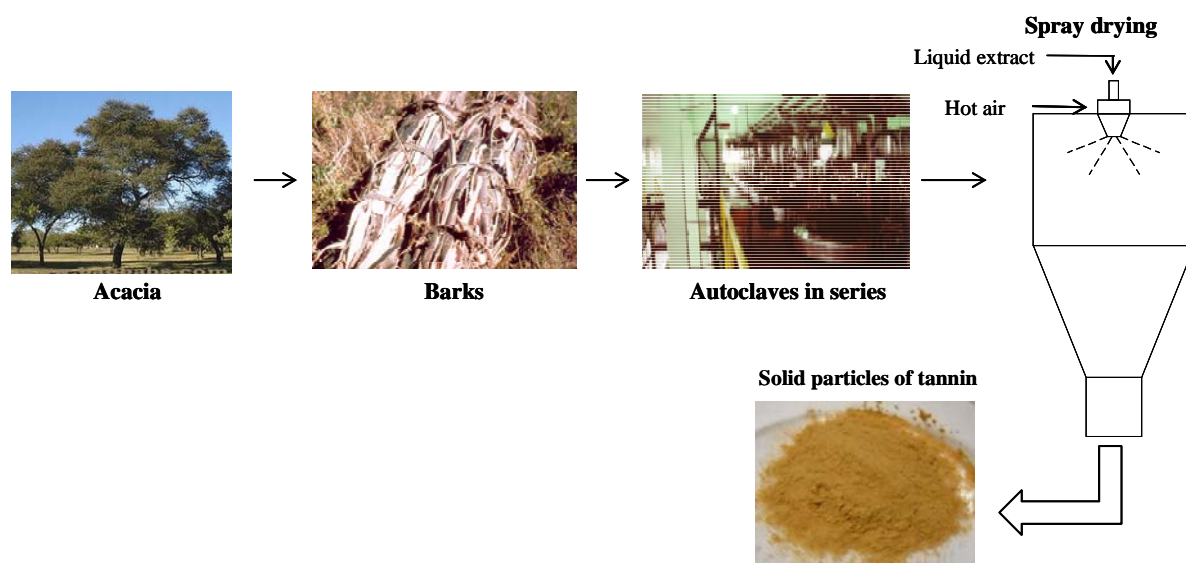 Spray drying
Liquid extract
Hot air
Acacia
Barks
Autoclaves in series
Solid particles of tannin